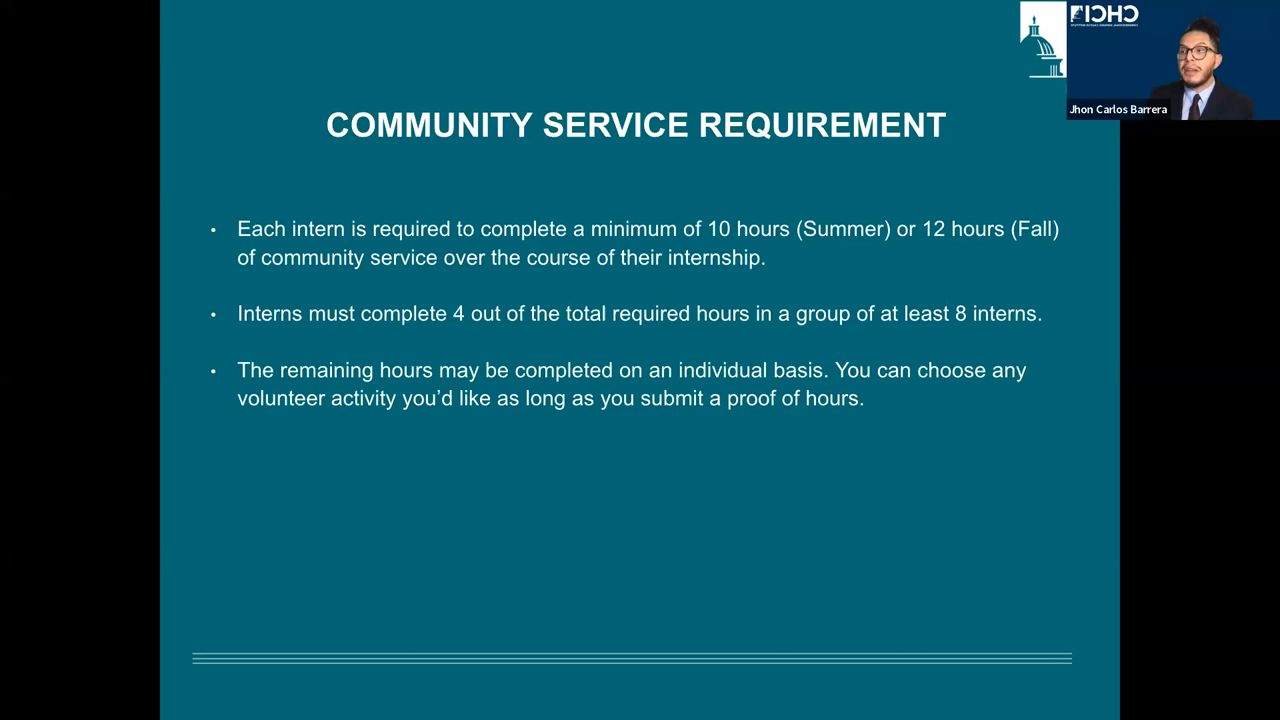 COMMUNITY SERVICE REQUIREMENT
• Each intern is required to complete a minimum of 10 hours (Summer) or 12 hours (Fall)
of community service over the course of their internship.
• Interns must complete 4 out of the total required hours in a group of at least 8 interns.
• The remaining hours may be completed on an individual basis. You can choose any
volunteer activity you’d like as long as you submit a proof of hours.
CHCI
Jhon Carlos Barrera